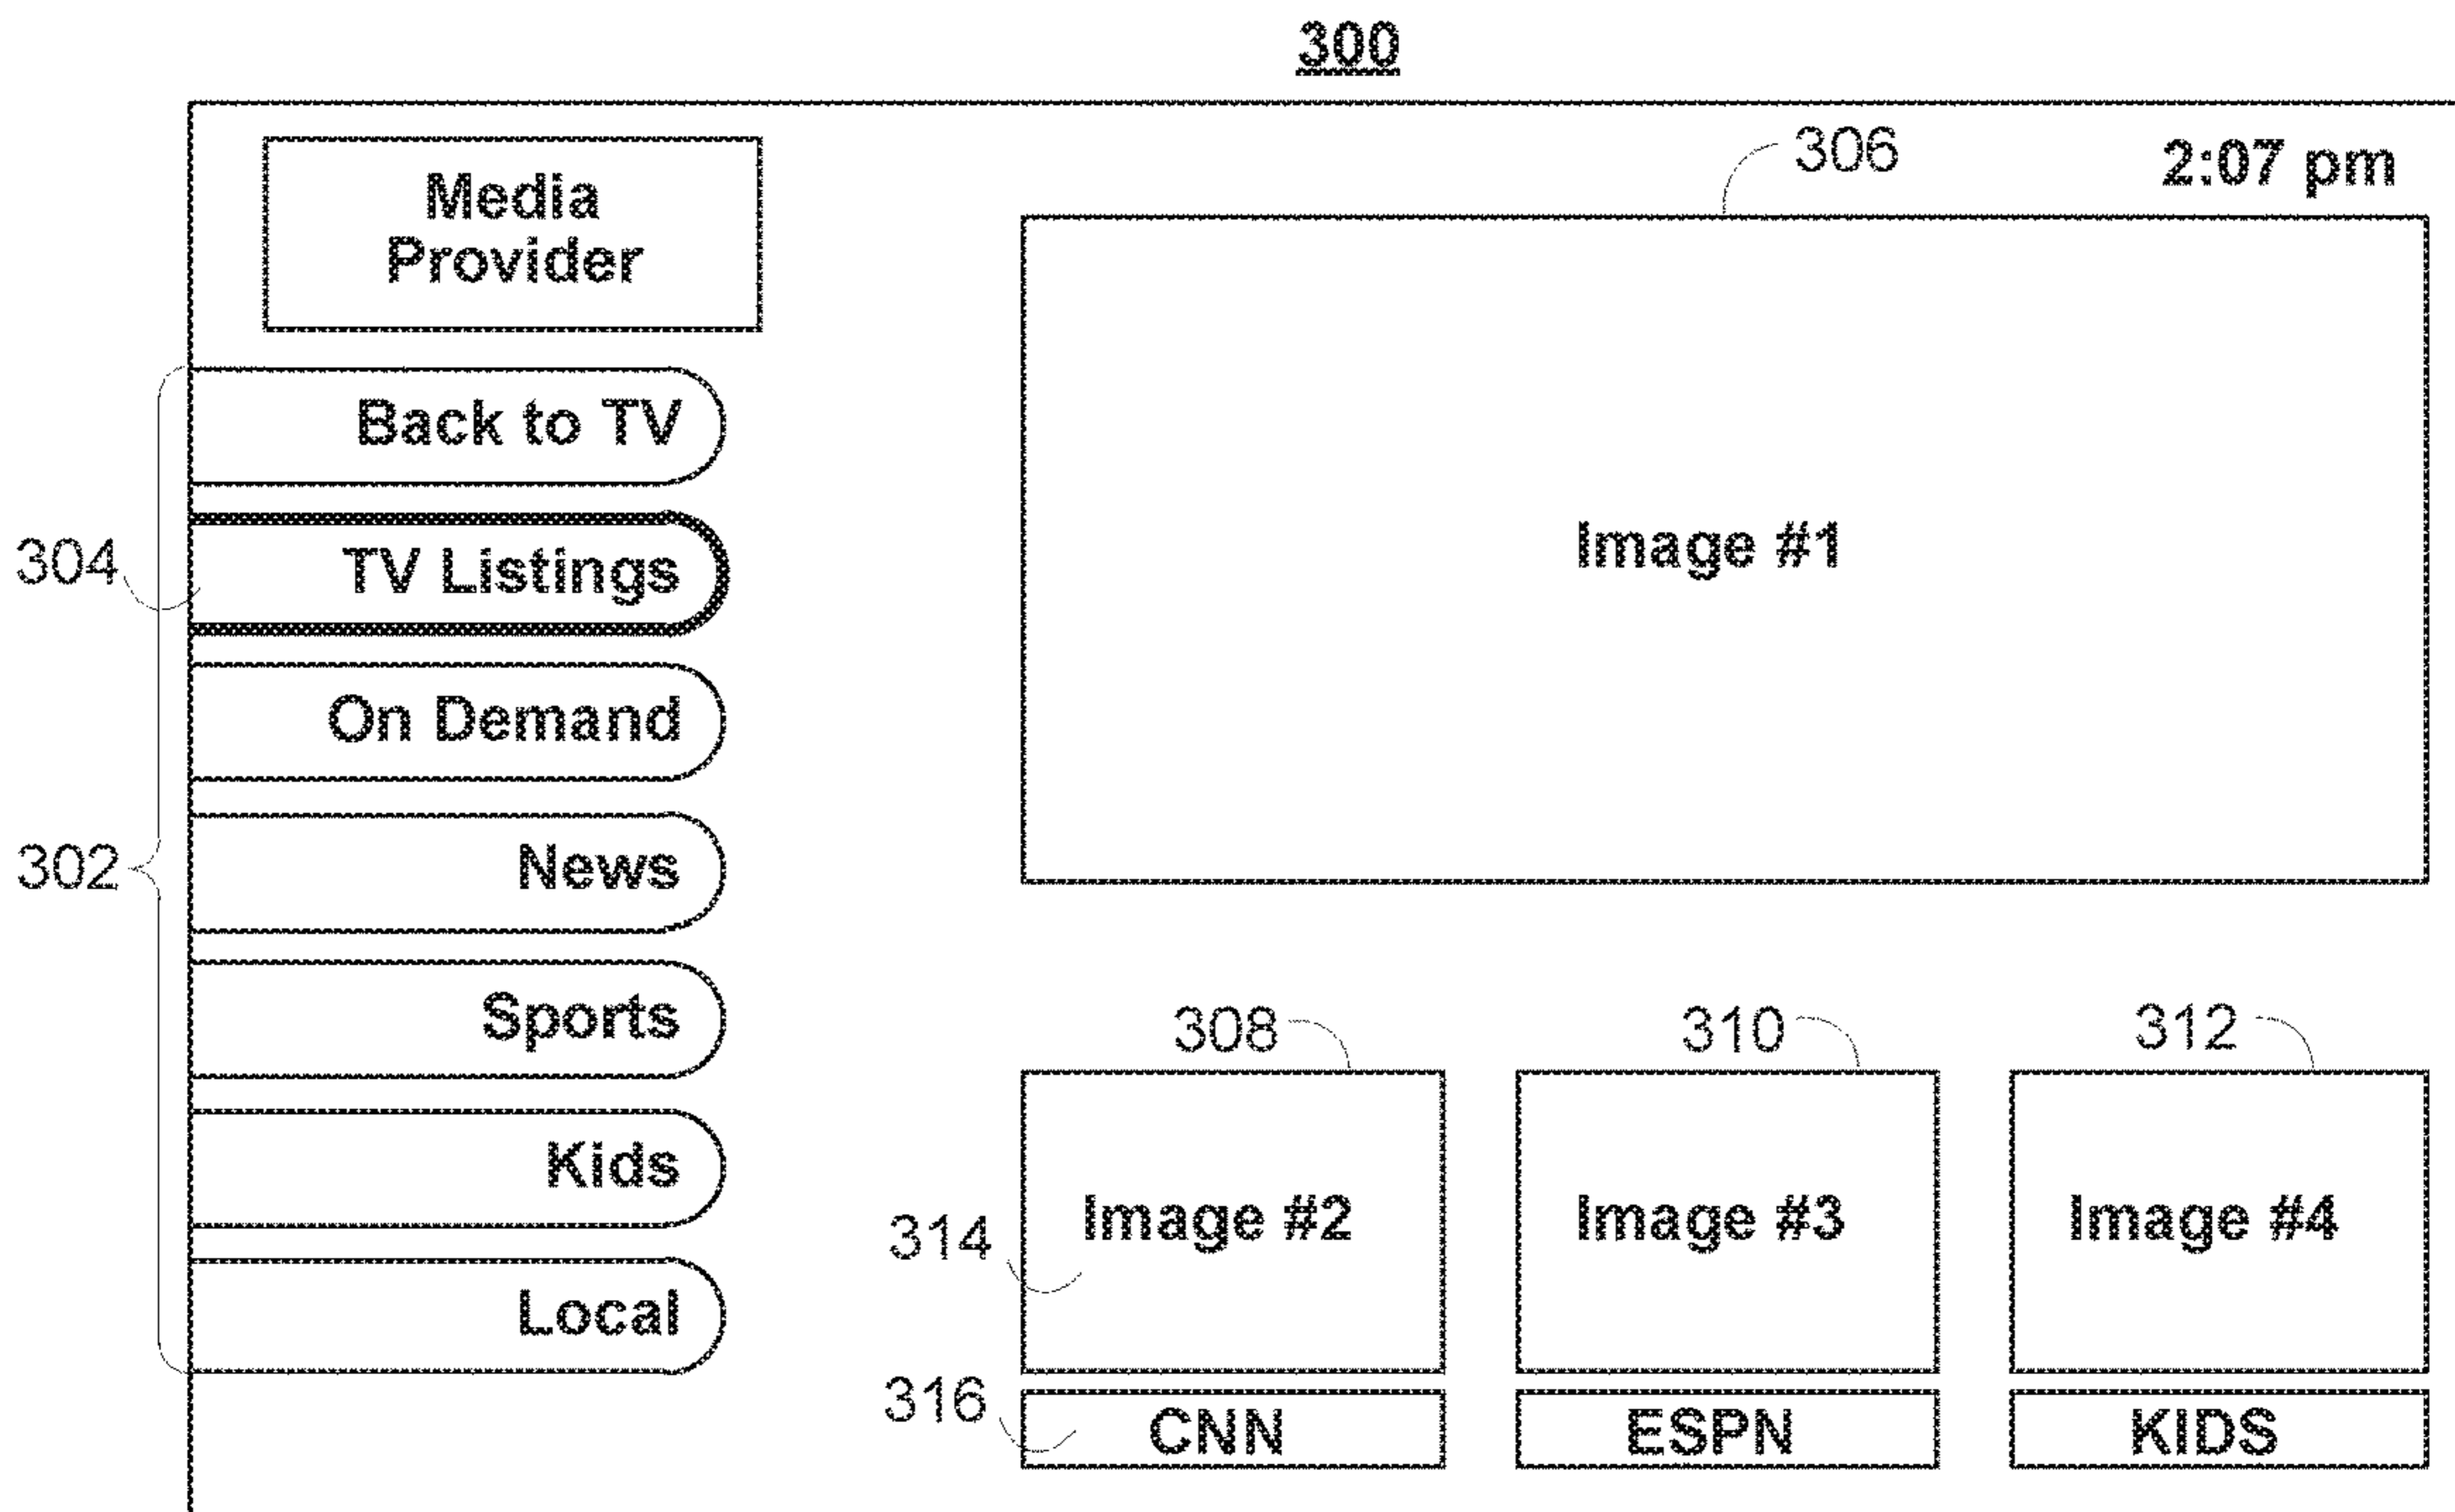 300
306
2:07 pm
Media
Provider
Back to TV
304
TV Listings
Image #1
On Demand
302
News
Sports
308
310
312
Kids
314
Image #2
Image #3
Image #4
Local
316
CNN
ESPN
KIDS